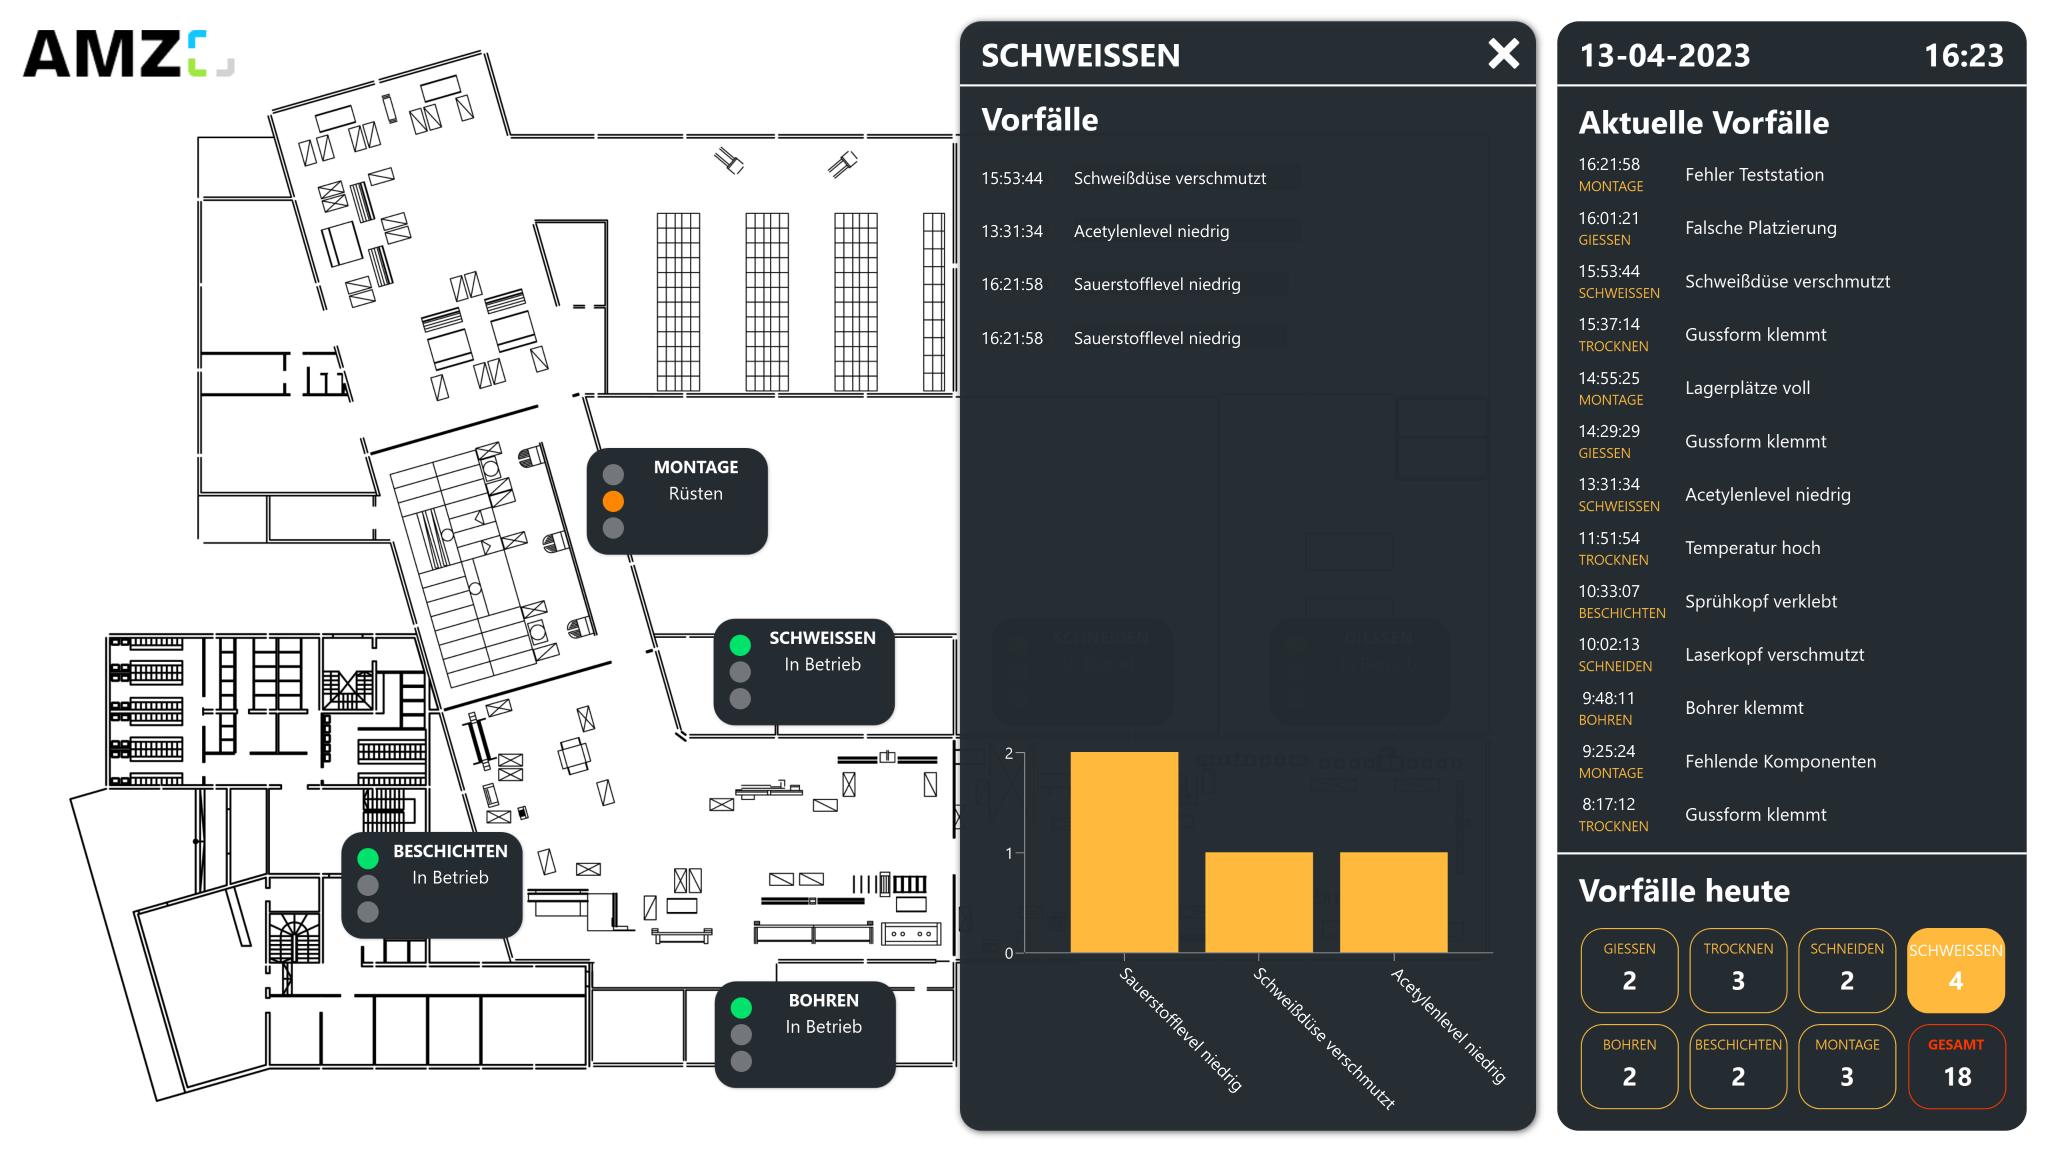 AMZ
MONTAGE
Rüsten
SCHWEISSEN
In Betrieb
BESCHICHTEN
In Betrieb
BOHREN
In Betrieb
SCHWEISSEN
Vorfälle
15:53:44 Schweißdüse verschmutzt
13:31:34 Acetylenlevel niedrig
16:21:58 Sauerstofflevel niedrig
16:21:58 Sauerstofflevel niedrig
SCHNEIDEN
GIESSEN
2
1
0
Sauerstofflevel niedrig
Schweißdüse verschmutzt
Acetylenlevel niedrig
13-04-2023 16:23
Aktuelle Vorfälle
16:21:58
MONTAGE
Fehler Teststation
16:01:21
GIESSEN
Falsche Platzierung
15:53:44
SCHWEISSEN
Schweißdüse verschmutzt
15:37:14
TROCKNEN
Gussform klemmt
14:55:25
MONTAGE
Lagerplätze voll
14:29:29
GIESSEN
Gussform klemmt
13:31:34
SCHWEISSEN
Acetylenlevel niedrig
11:51:54
TROCKNEN
Temperatur hoch
10:33:07
BESCHICHTEN
Sprühkopf verklebt
10:02:13
SCHNEIDEN
Laserkopf verschmutzt
9:48:11
BOHREN
Bohrer klemmt
9:25:24
MONTAGE
Fehlende Komponenten
8:17:12
TROCKNEN
Gussform klemmt
Vorfälle heute
GIESSEN
2
TROCKNEN
3
SCHNEIDEN
2
SCHWEISSEN
4
BOHREN
2
BESCHICHTEN
2
MONTAGE
3
GESAMT
18